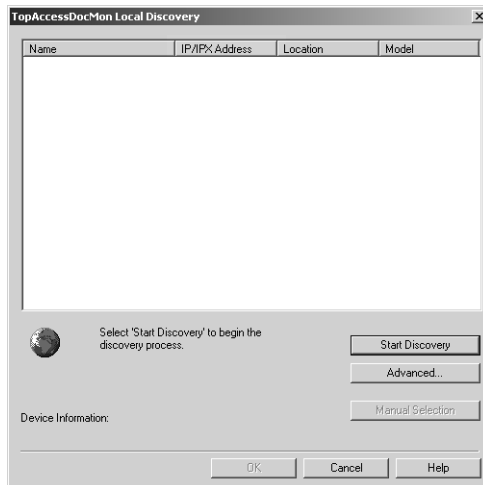 TopAccessDocMon Local Discovery
Name IP/IPX Address Location Model
Select 'Start Discovery' to begin the
discovery process.
Start Discovery
Advanced...
Manual Selection
Device Information:
OK Cancel Help